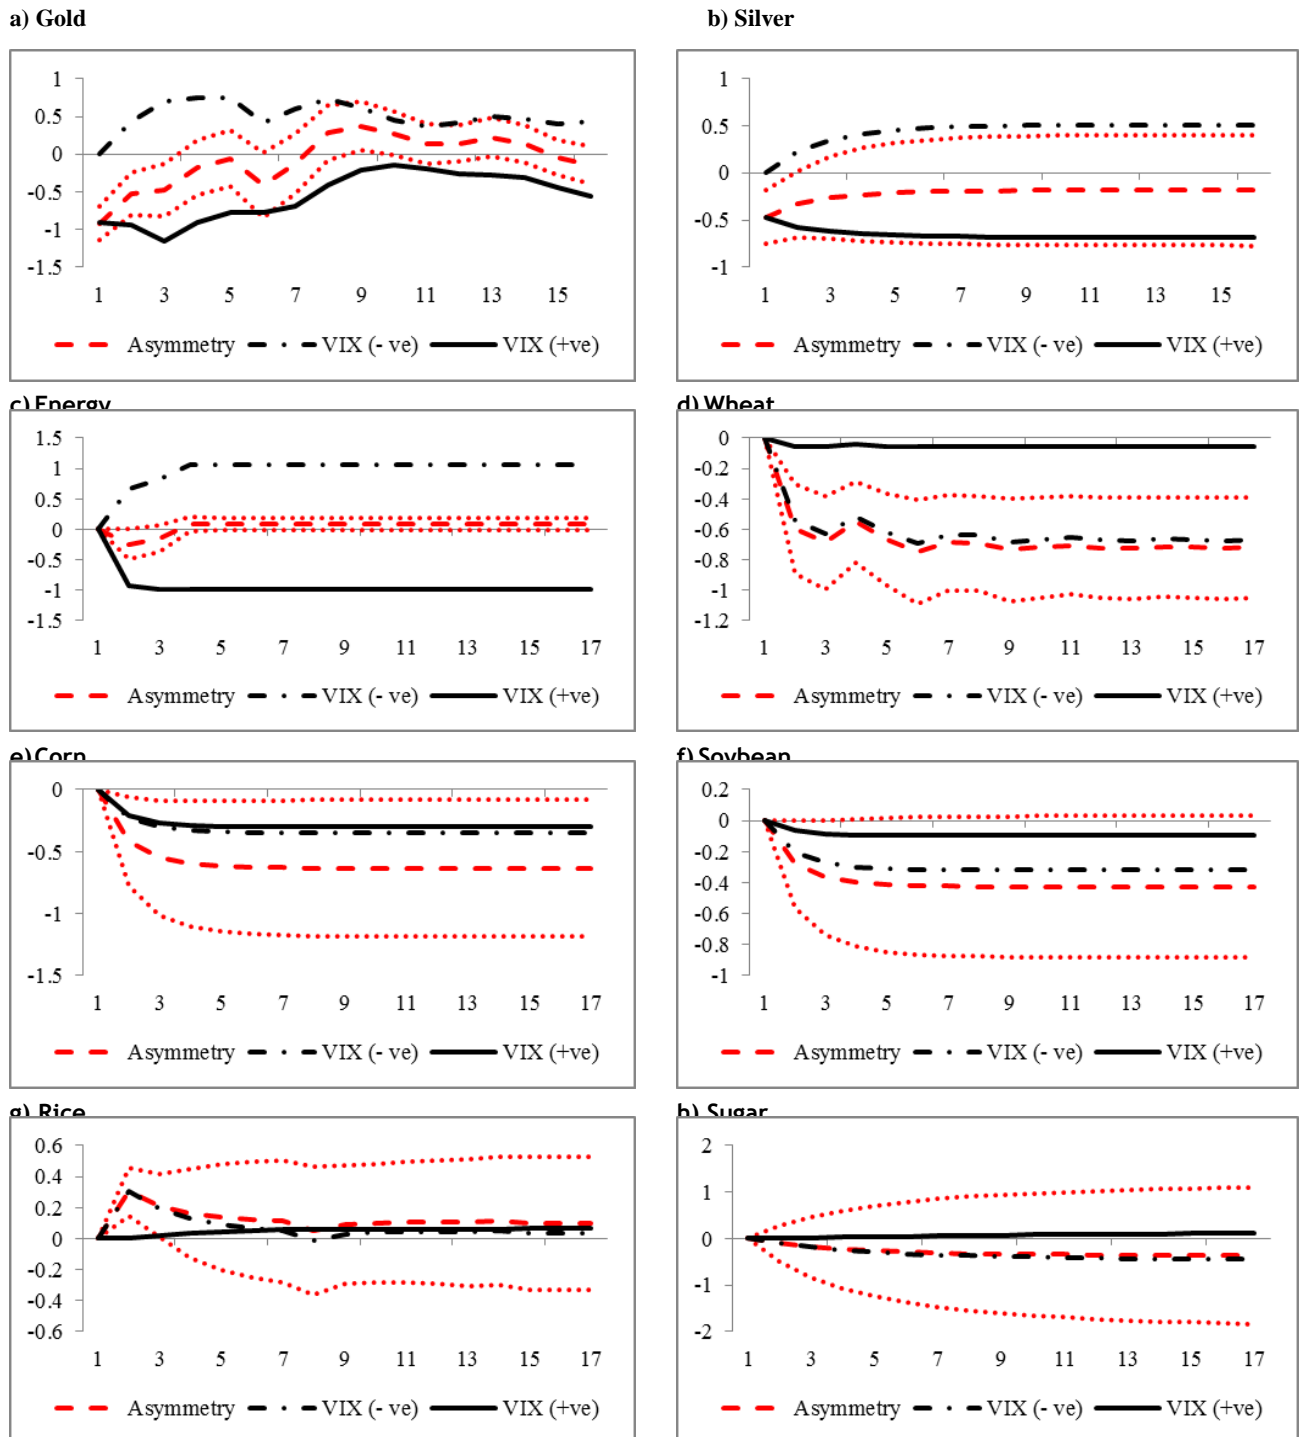 a) Gold
b) Silver
1
0.5
0
-0.5
-1
-1.5
1 3 5 7 9 11 13 15
Asymmetry VIX (- ve) VIX (+ve)
1
0.5
0
-0.5
-1
1 3 5 7 9 11 13 15
Asymmetry VIX (- ve) VIX (+ve)
c) Energy
d) Wheat
1.5
1
0.5
0
-0.5
-1
-1.5
1 3 5 7 9 11 13 15 17
Asymmetry VIX (- ve) VIX (+ve)
0
-0.2
-0.4
-0.6
-0.8
-1
-1.2
1 3 5 7 9 11 13 15 17
Asymmetry VIX (- ve) VIX (+ve)
e) Corn
f) Soybean
0
-0.5
-1
-1.5
1 3 5 7 9 11 13 15 17
Asymmetry VIX (- ve) VIX (+ve)
0.2
0
-0.2
-0.4
-0.6
-0.8
-1
1 3 5 7 9 11 13 15 17
Asymmetry VIX (- ve) VIX (+ve)
g) Rice
h) Sugar
0.6
0.4
0.2
0
-0.2
-0.4
-0.6
1 3 5 7 9 11 13 15 17
Asymmetry VIX (- ve) VIX (+ve)
2
1
0
-1
-2
1 3 5 7 9 11 13 15 17
Asymmetry VIX (- ve) VIX (+ve)